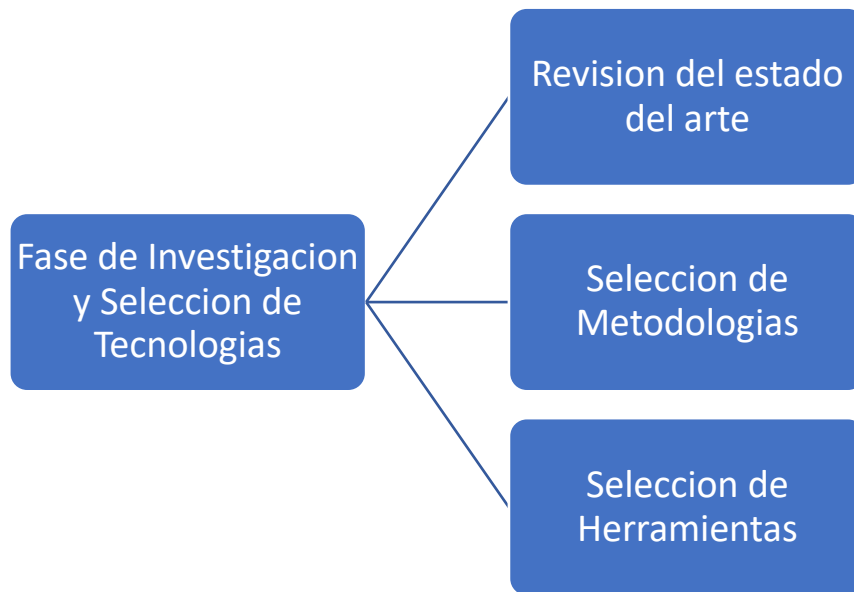 Revision del estado
del arte
Fase de Investigacion
y Seleccion de
Tecnologias
Seleccion de
Metodologias
Seleccion de
Herramientas